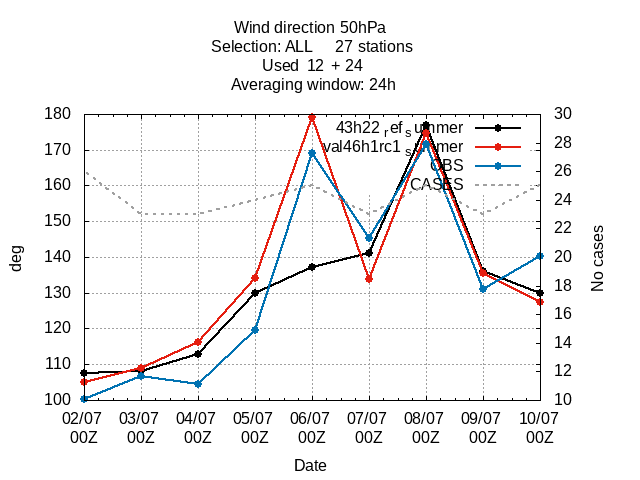 Wind direction 50hPa
Selection: ALL 27 stations
Used 12 + 24
Averaging window: 24h
180 30
170 28
160 26
150 24
140 22
130 20
120 18
110 16
100 14
12
10
deg
No cases
43h22_ref_summer
val46h1rc1_summer
OBS
CASES
02/07 03/07 04/07 05/07 06/07 07/07 08/07 09/07 10/07
00Z 00Z 00Z 00Z 00Z 00Z 00Z 00Z 00Z
Date